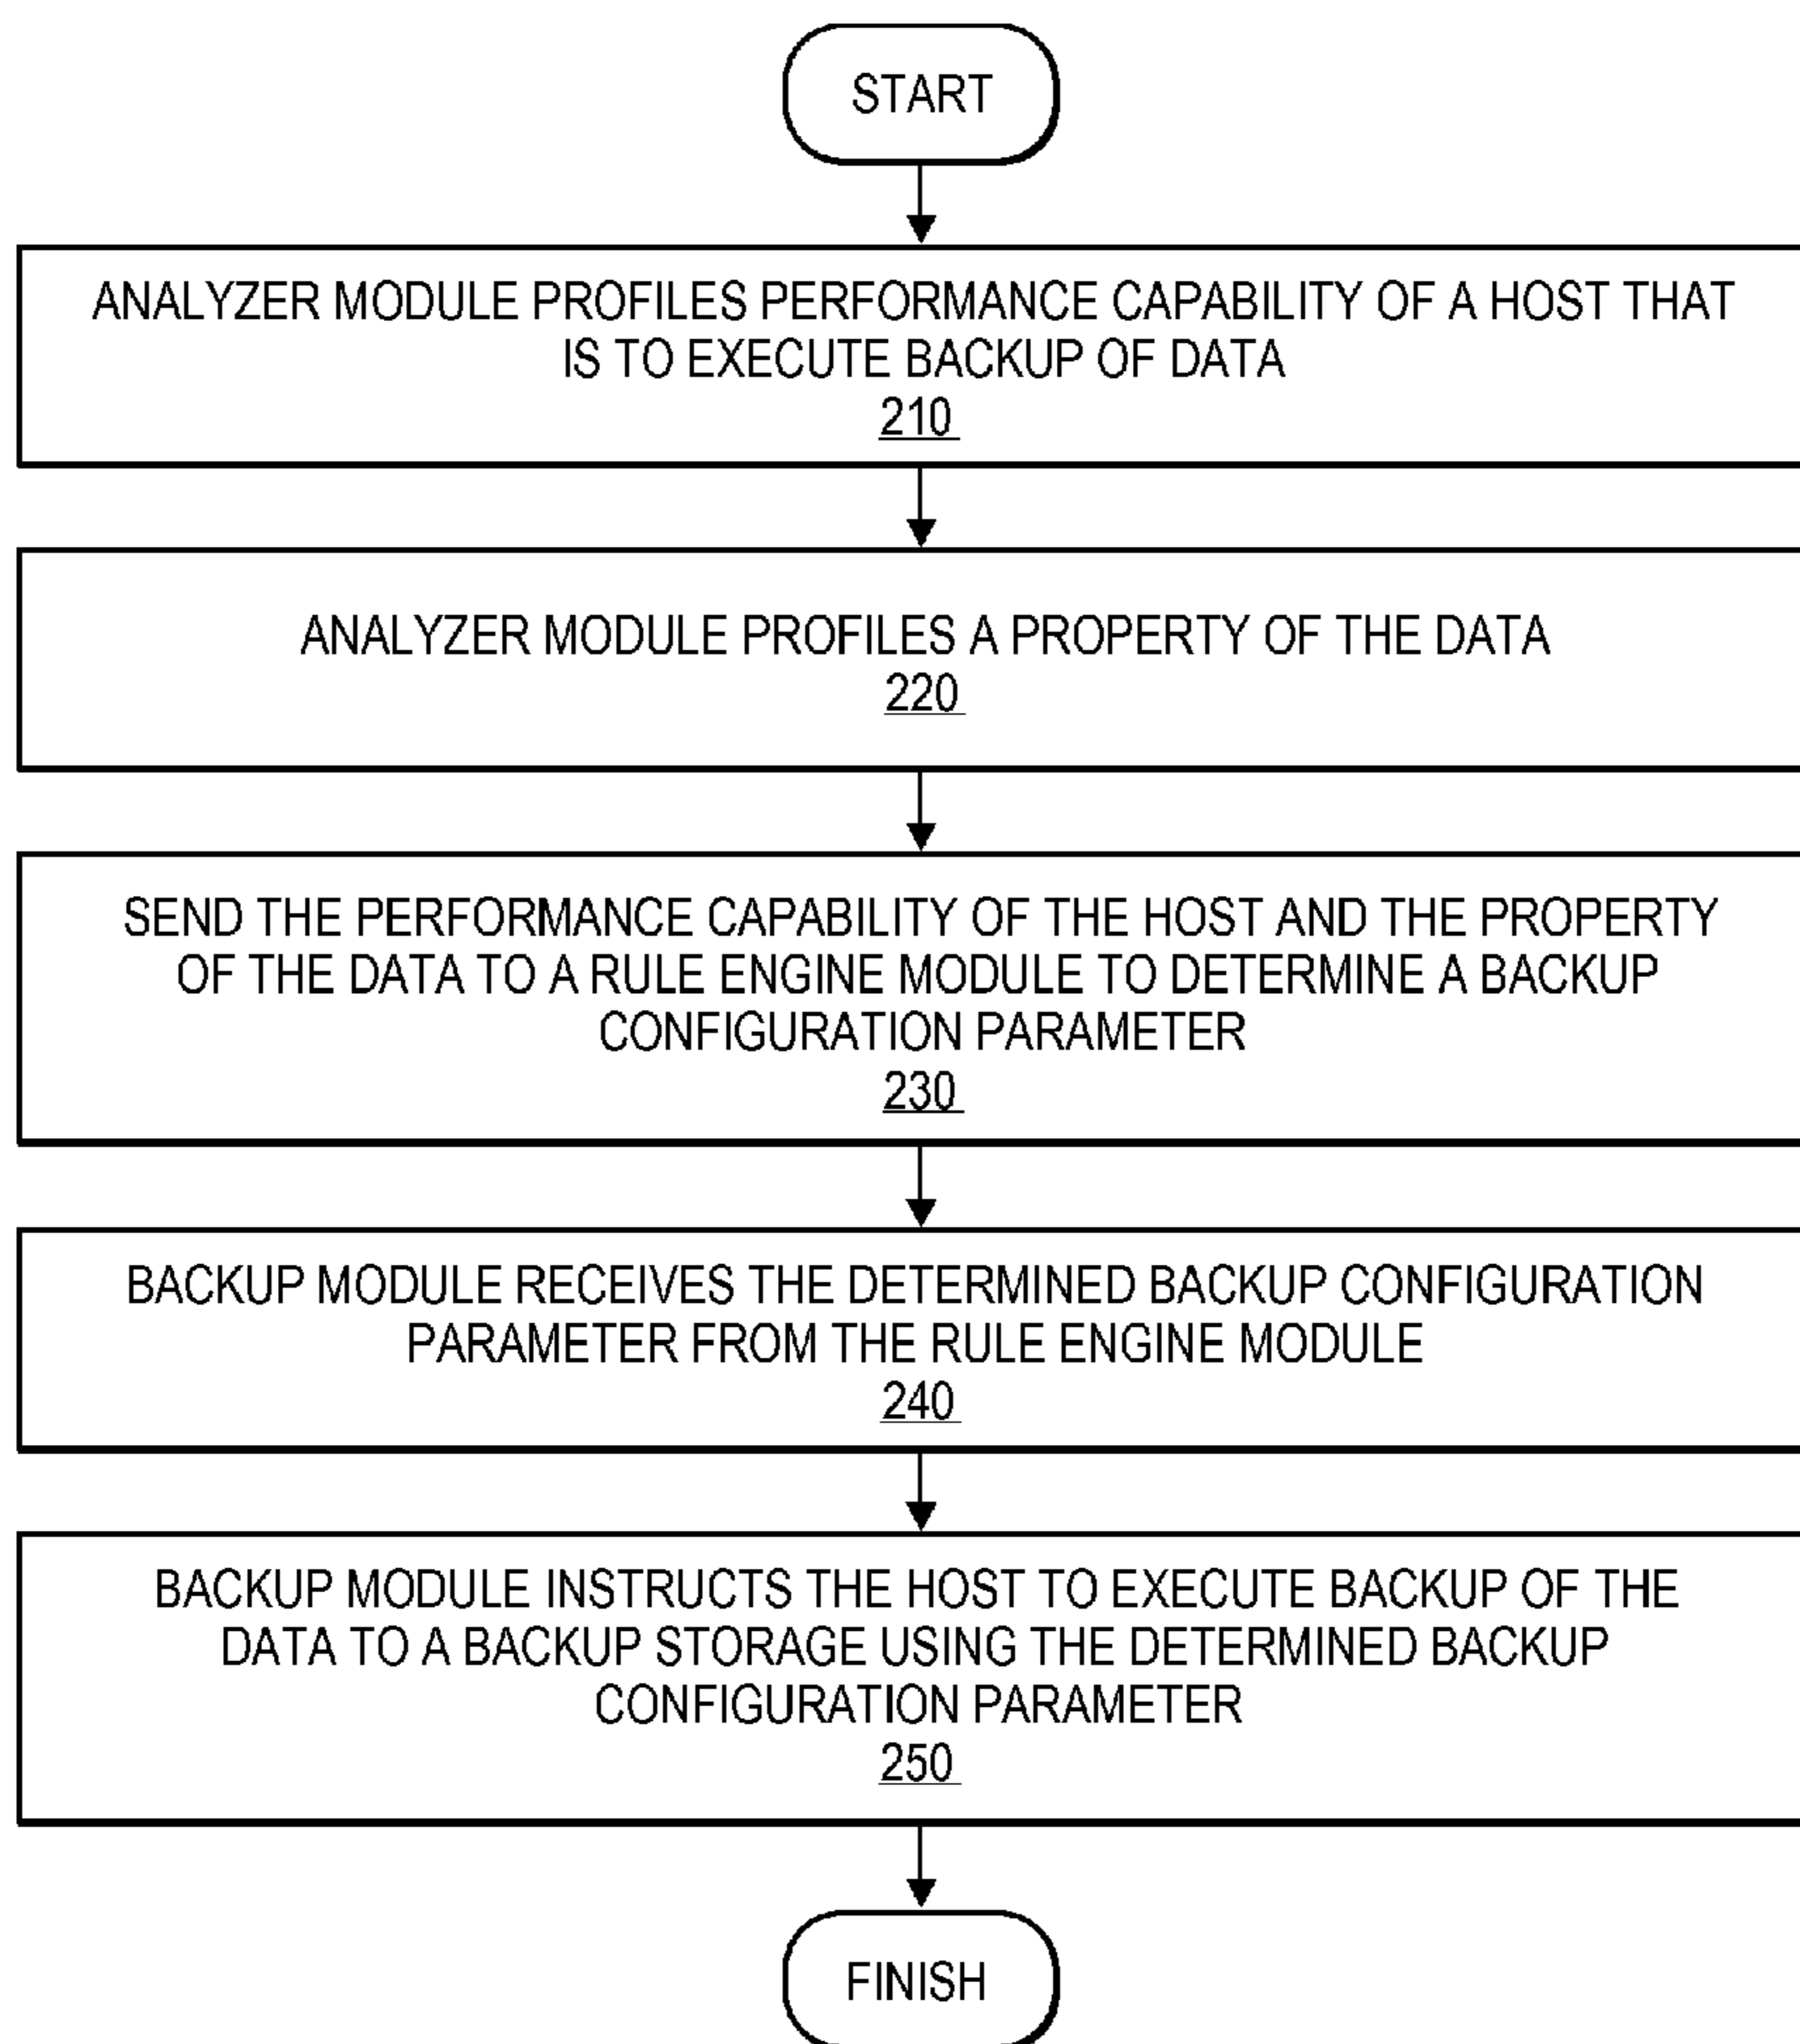 START
ANALYZER MODULE PROFILES PERFORMANCE CAPABILITY OF A HOST THAT
IS TO EXECUTE BACKUP OF DATA
210
ANALYZER MODULE PROFILES A PROPERTY OF THE DATA
220
SEND THE PERFORMANCE CAPABILITY OF THE HOST AND THE PROPERTY
OF THE DATA TO A RULE ENGINE MODULE TO DETERMINE A BACKUP
CONFIGURATION PARAMETER
230
BACKUP MODULE RECEIVES THE DETERMINED BACKUP CONFIGURATION
PARAMETER FROM THE RULE ENGINE MODULE
240
BACKUP MODULE INSTRUCTS THE HOST TO EXECUTE BACKUP OF THE
DATA TO A BACKUP STORAGE USING THE DETERMINED BACKUP
CONFIGURATION PARAMETER
250
FINISH